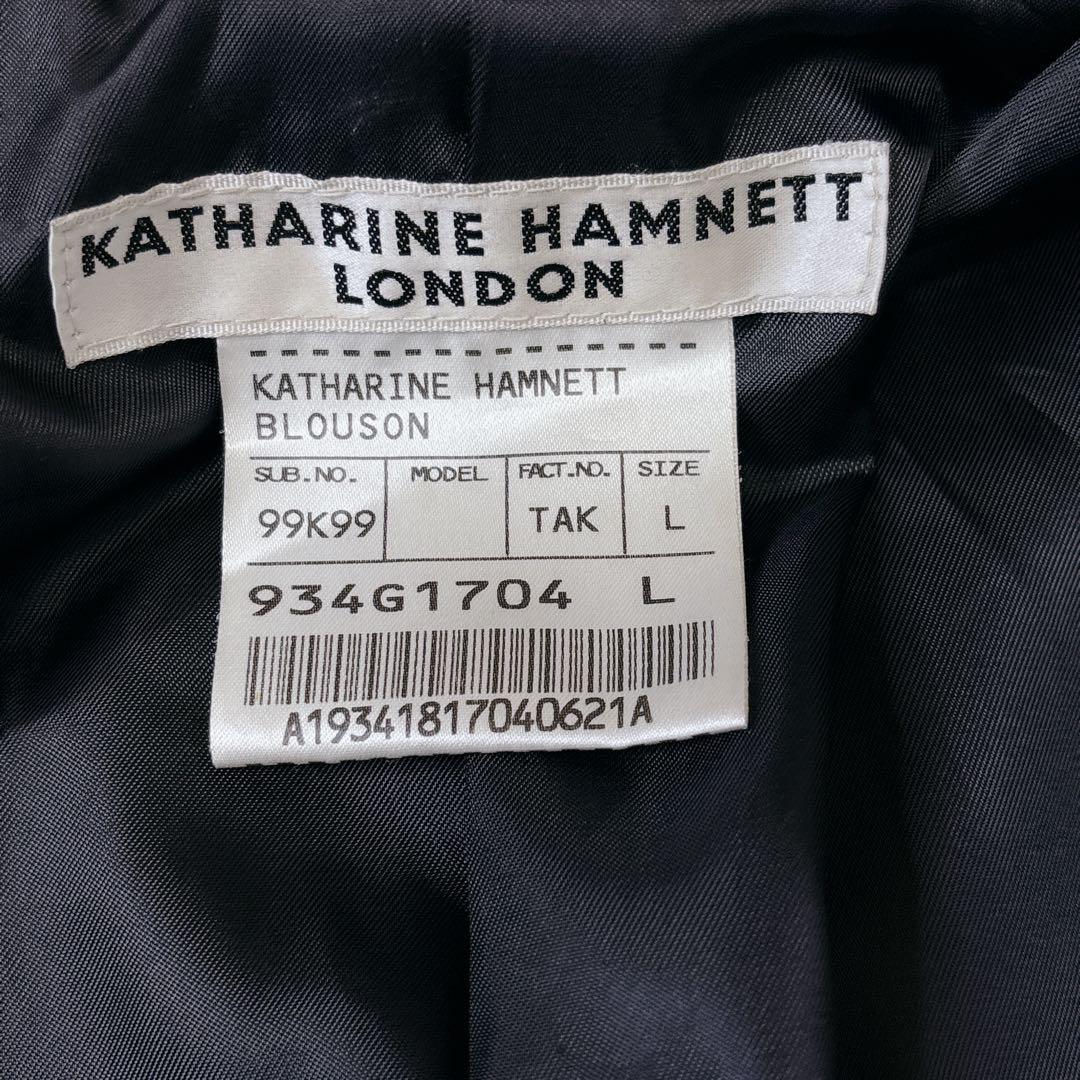 KATHARINE HAMNETT
LONDON
KATHARINE HAMNETT
BLOUSON
SUB.NO. MODEL FACT.NO. SIZE
99K99 TAK L
934G1704 L
A19341817040621A